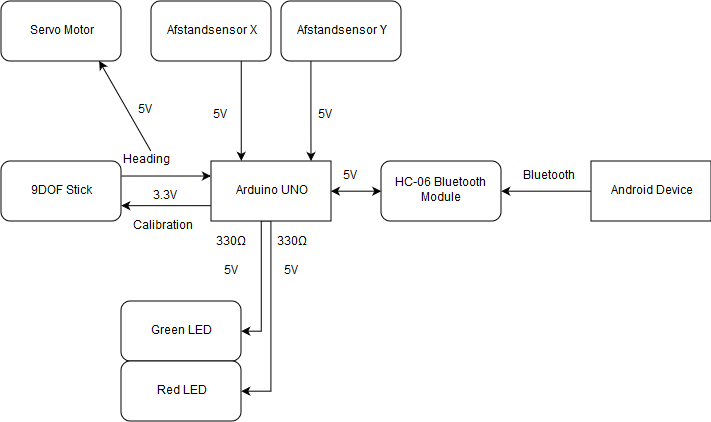 Servo Motor
Afstandsensor X
Afstandsensor Y
5V
5V
5V
Heading
9DOF Stick
3.3V
Calibration
Arduino UNO
5V
HC-06 Bluetooth
Module
Bluetooth
Android Device
330Ω
330Ω
5V
5V
Green LED
Red LED